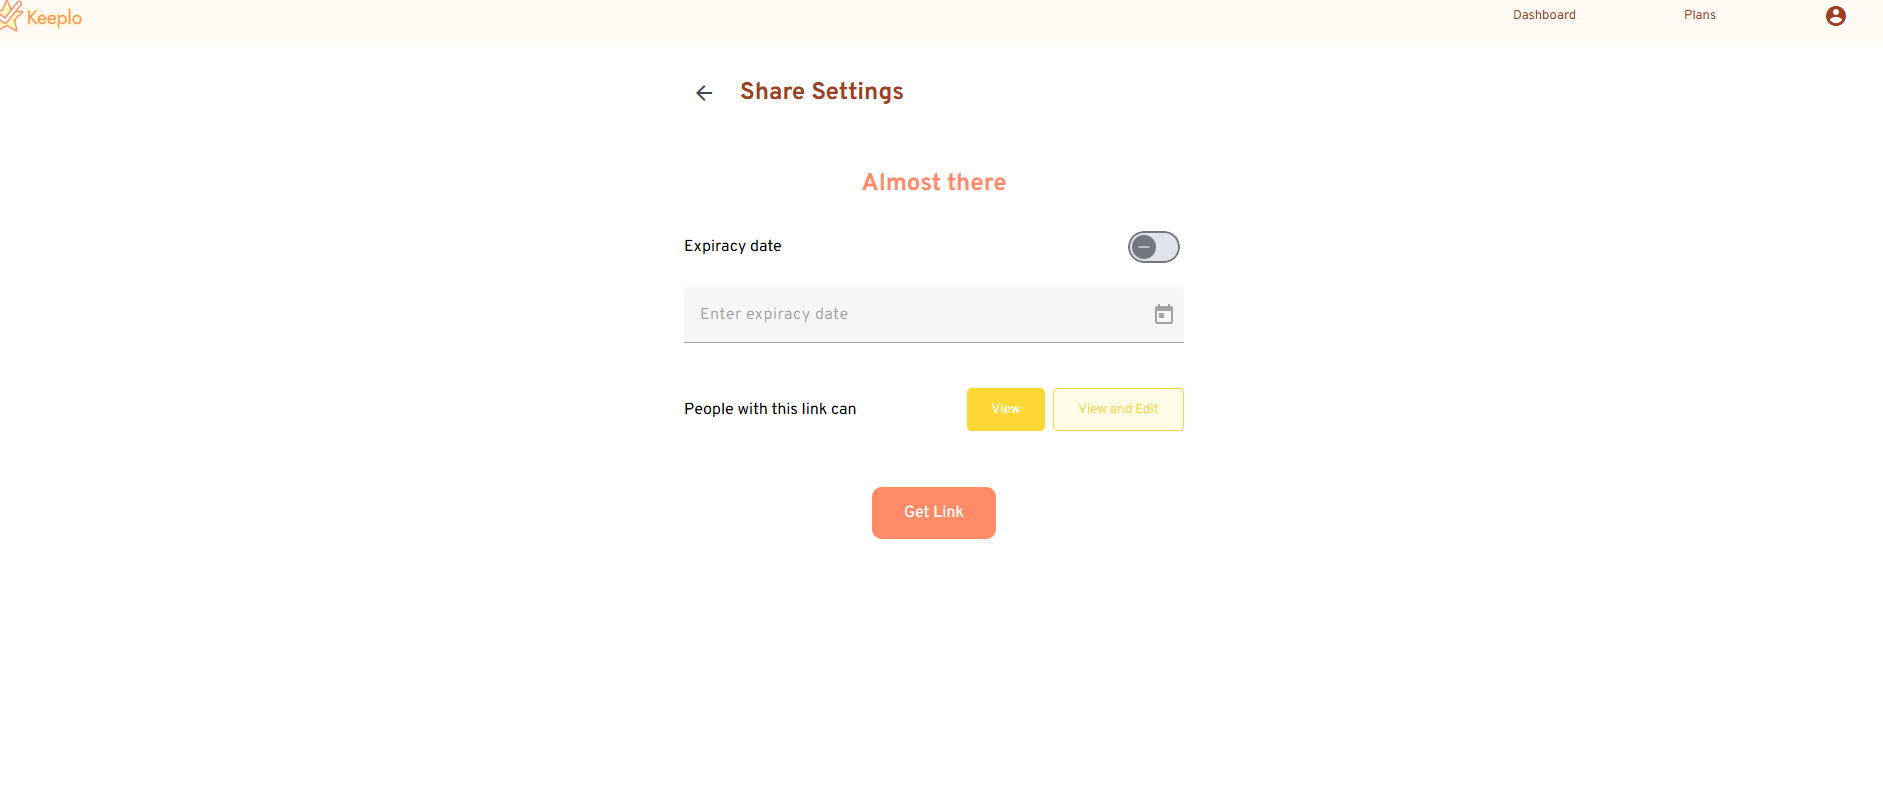 Keeplo
Dashboard
Plans
Share Settings
Almost there
Expiracy date
Enter expiracy date
People with this link can
View
View and Edit
Get Link